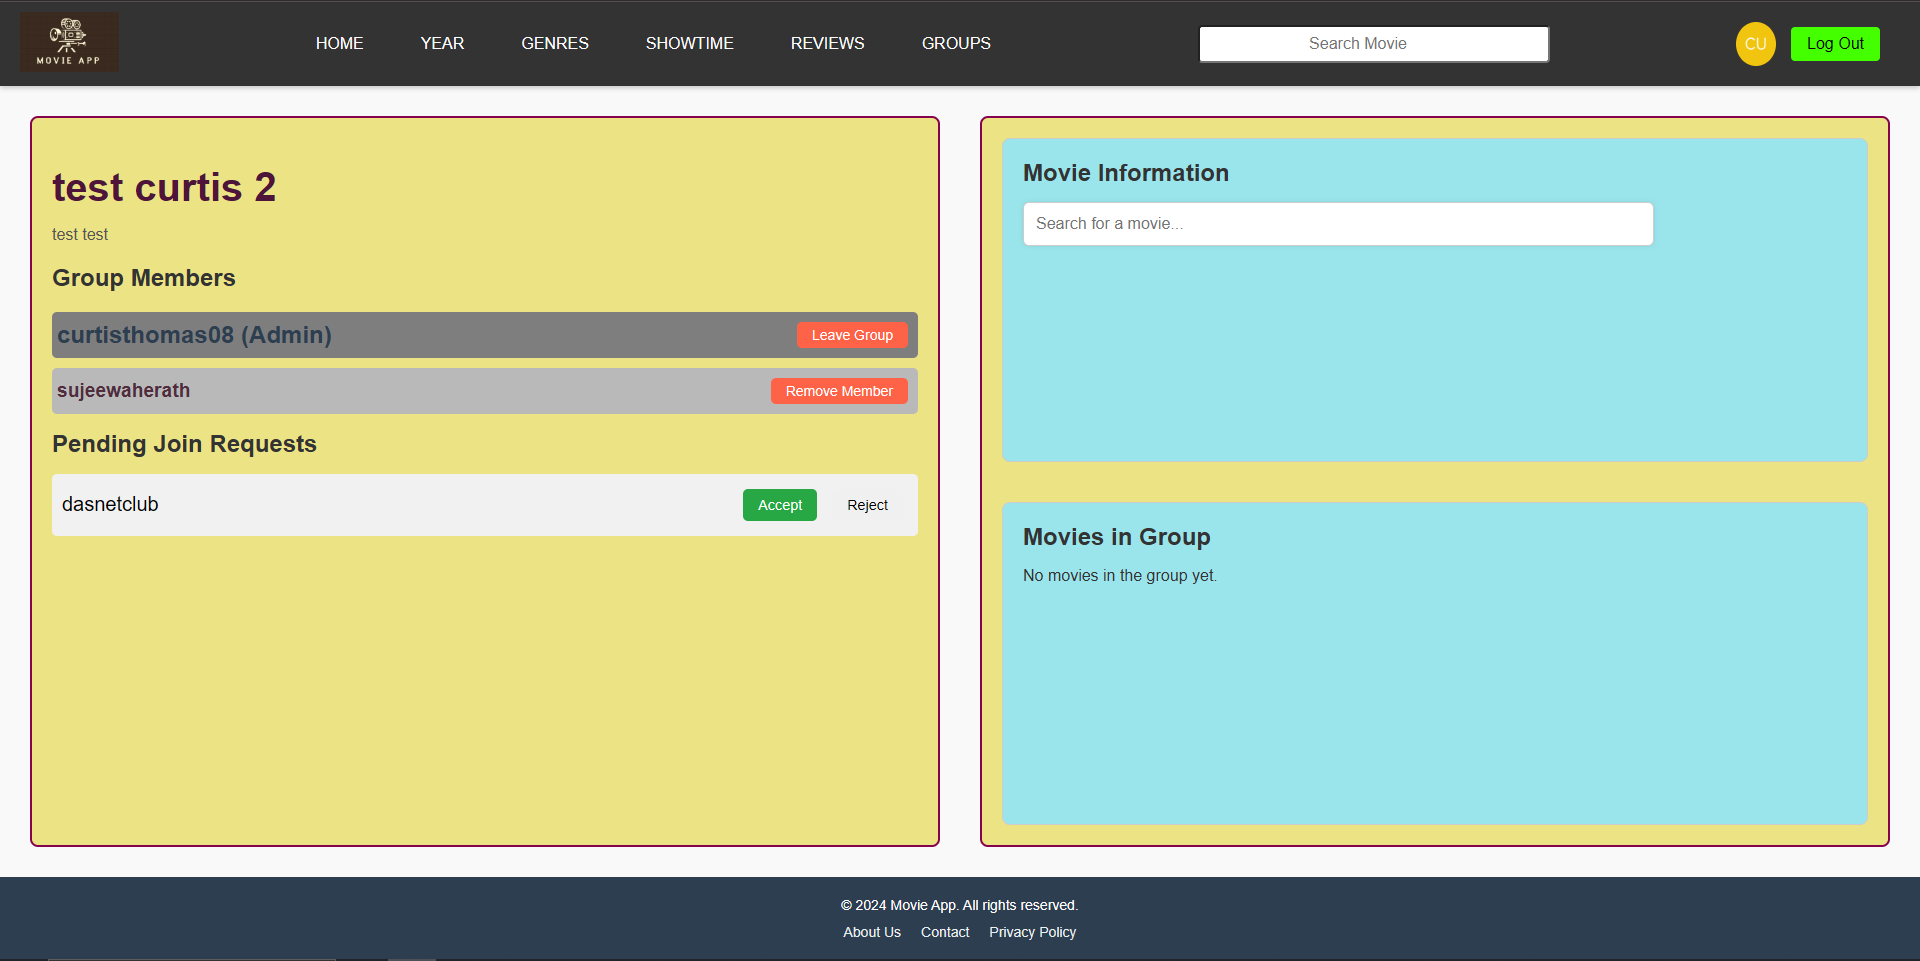 MOVIE APP
HOME YEAR GENRES SHOWTIME REVIEWS GROUPS
Search Movie
CU
Log Out
test curtis 2
test test
Group Members
curtisthomas08 (Admin)
Leave Group
sujeewaherath
Remove Member
Pending Join Requests
dasnetclub
Accept
Reject
Movie Information
Search for a movie...
Movies in Group
No movies in the group yet.
© 2024 Movie App. All rights reserved.
About Us Contact Privacy Policy